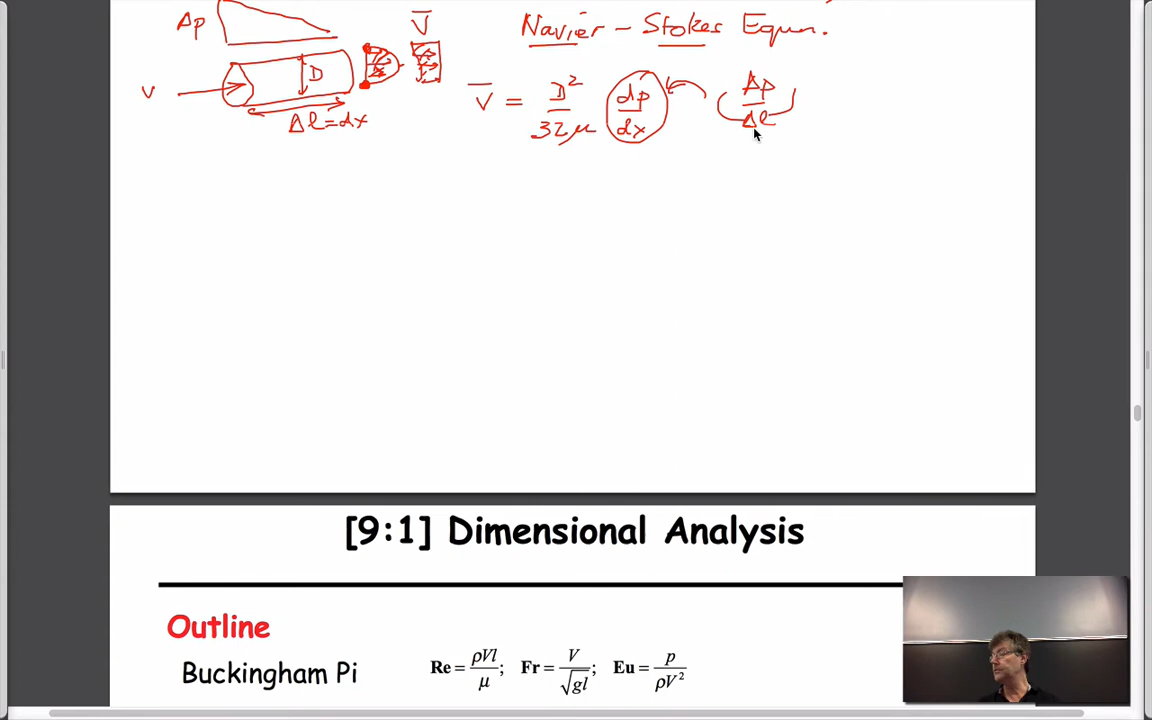 Δp
V̄
Navier - Stokes Equn.
V
D
Δl=dx
V̄ = D²/32μ dp/dx Δp/Δl
[9:1] Dimensional Analysis
Outline
Buckingham Pi Re = ρVl/μ; Fr = V/√gl; Eu = p/ρV²